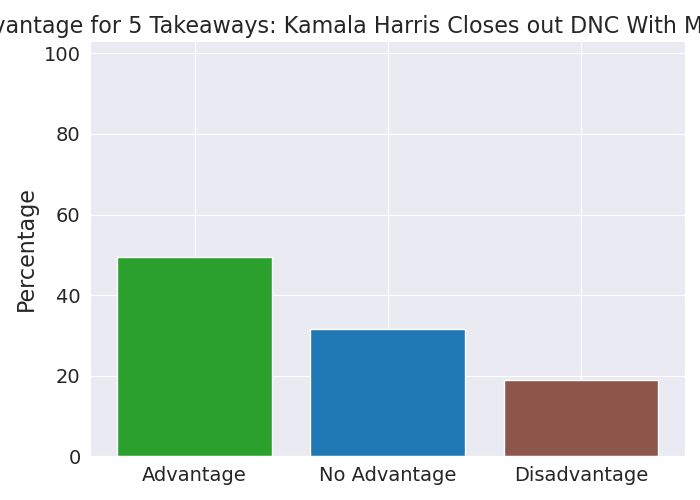 vantage for 5 Takeaways: Kamala Harris Closes out DNC With M
Percentage
100
80
60
40
20
0
Advantage No Advantage Disadvantage